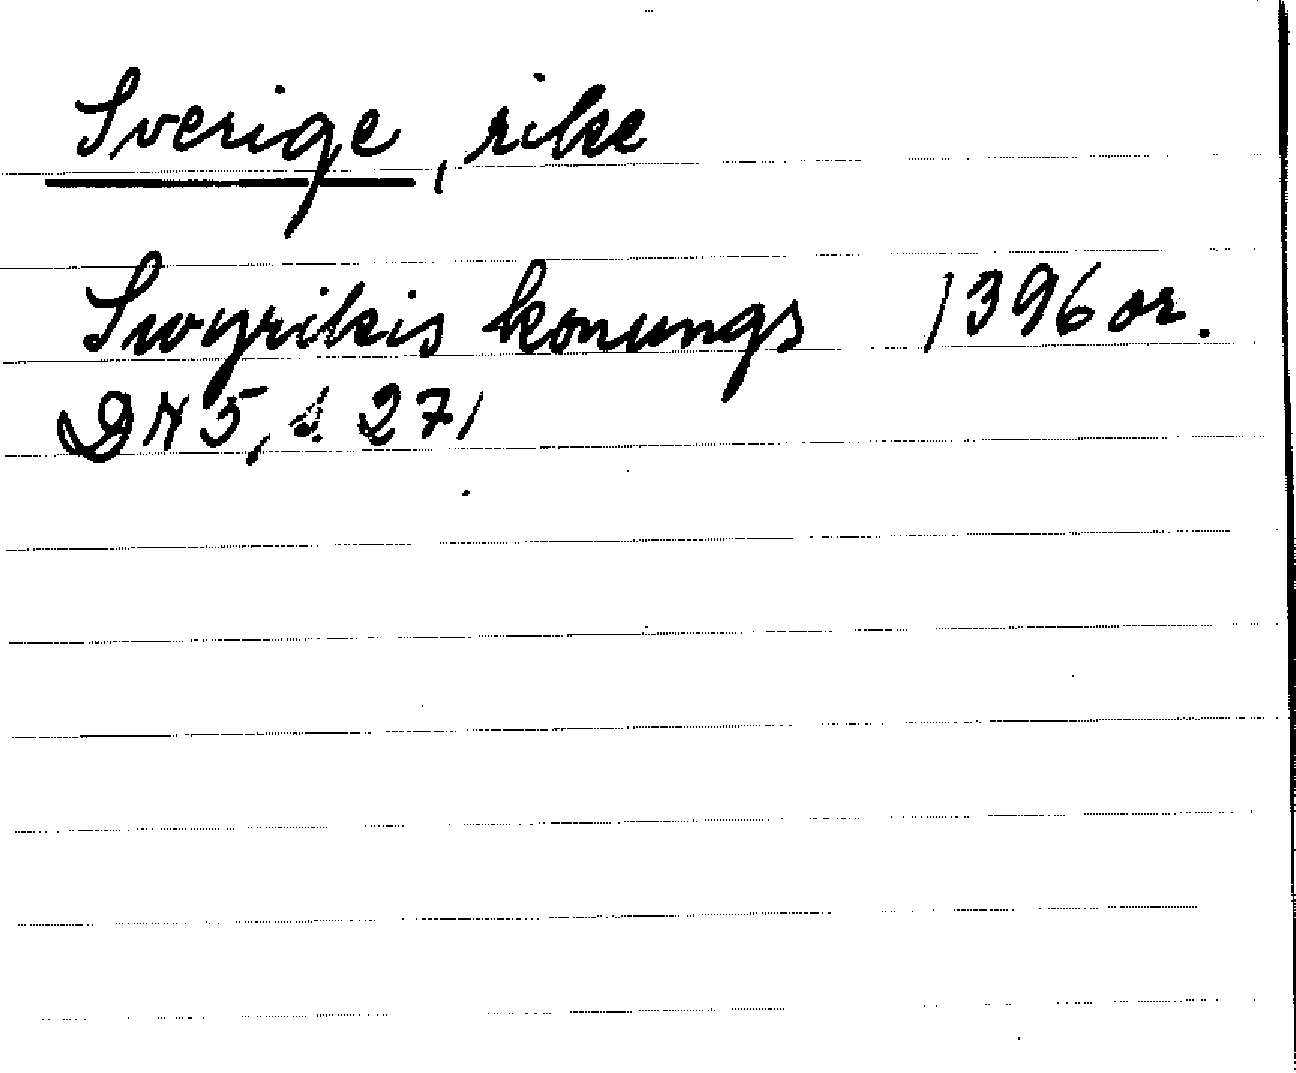 Sverige, rike
Swyrikis konungs 1396 or.
DN 5, s. 271